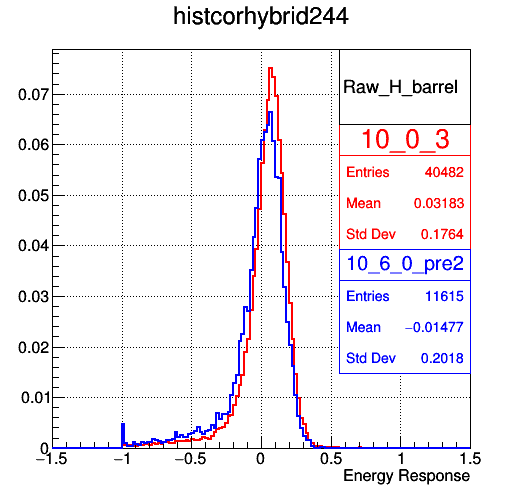 histcorhybrid244
Raw_H_barrel
10_0_3
Entries 40482
Mean 0.03183
Std Dev 0.1764
10_6_0_pre2
Entries 11615
Mean −0.01477
Std Dev 0.2018
0.07
0.06
0.05
0.04
0.03
0.02
0.01
0
−1.5 −1 −0.5 0 0.5 1 1.5
Energy Response